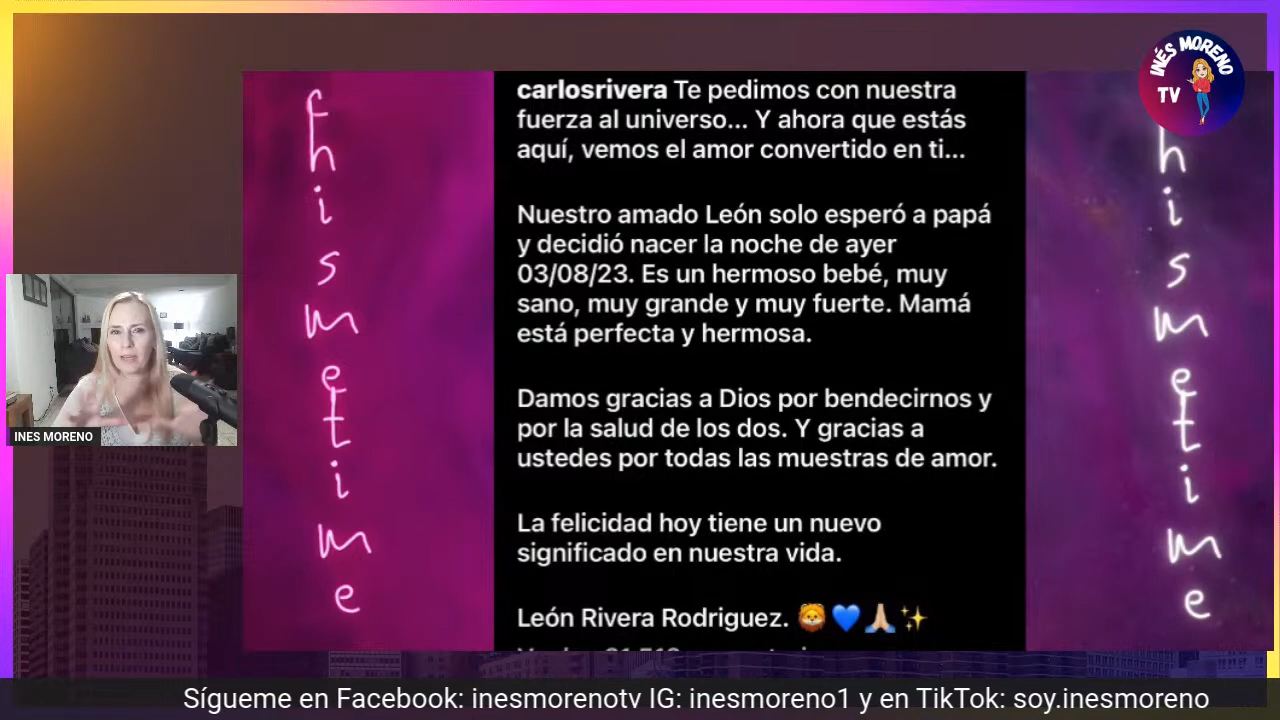 INÉS MORENO
TV
chismetime
carlosrivera Te pedimos con nuestra
fuerza al universo... Y ahora que estás
aquí, vemos el amor convertido en ti...
Nuestro amado León solo esperó a papá
y decidió nacer la noche de ayer
03/08/23. Es un hermoso bebé, muy
sano, muy grande y muy fuerte. Mamá
está perfecta y hermosa.
Damos gracias a Dios por bendecirnos y
por la salud de los dos. Y gracias a
ustedes por todas las muestras de amor.
La felicidad hoy tiene un nuevo
significado en nuestra vida.
León Rivera Rodriguez. 🦁💙🙏🏼✨
hismetime
INES MORENO
Sígueme en Facebook: inesmorenotv IG: inesmoreno1 y en TikTok: soy.inesmoreno